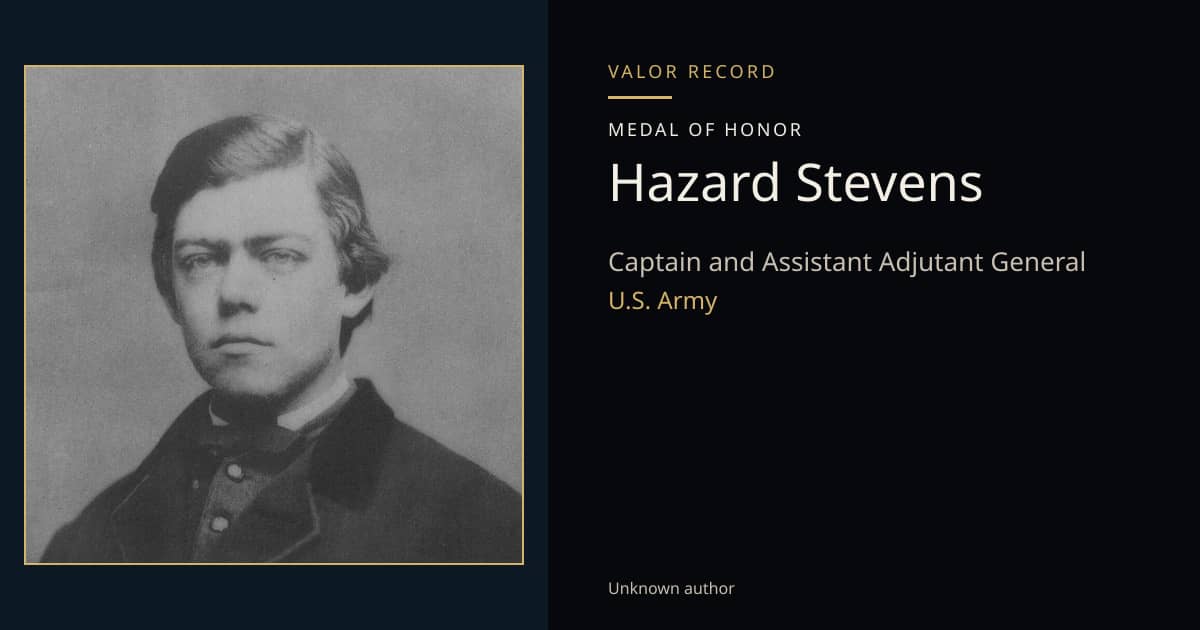 VALOR RECORD
MEDAL OF HONOR
Hazard Stevens
Captain and Assistant Adjutant General
U.S. Army
Unknown author